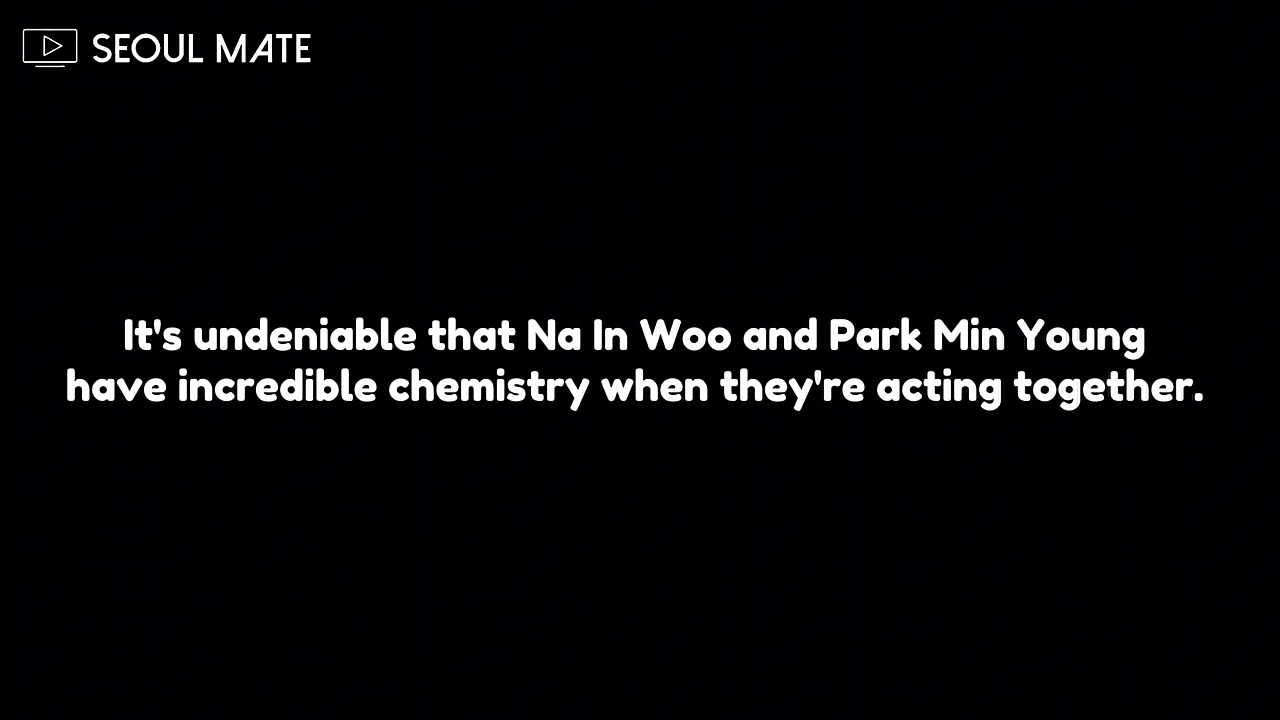 SEOUL MATE
It's undeniable that Na In Woo and Park Min Young
have incredible chemistry when they're acting together.